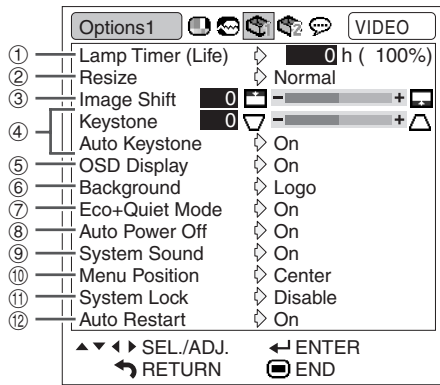 Options1 VIDEO
① Lamp Timer (Life) 0 h ( 100%)
② Resize Normal
③ Image Shift 0 - +
④ Keystone 0 - +
Auto Keystone On
⑤ OSD Display On
⑥ Background Logo
⑦ Eco+Quiet Mode On
⑧ Auto Power Off On
⑨ System Sound On
⑩ Menu Position Center
⑪ System Lock Disable
⑫ Auto Restart On
SEL./ADJ. ENTER
RETURN END